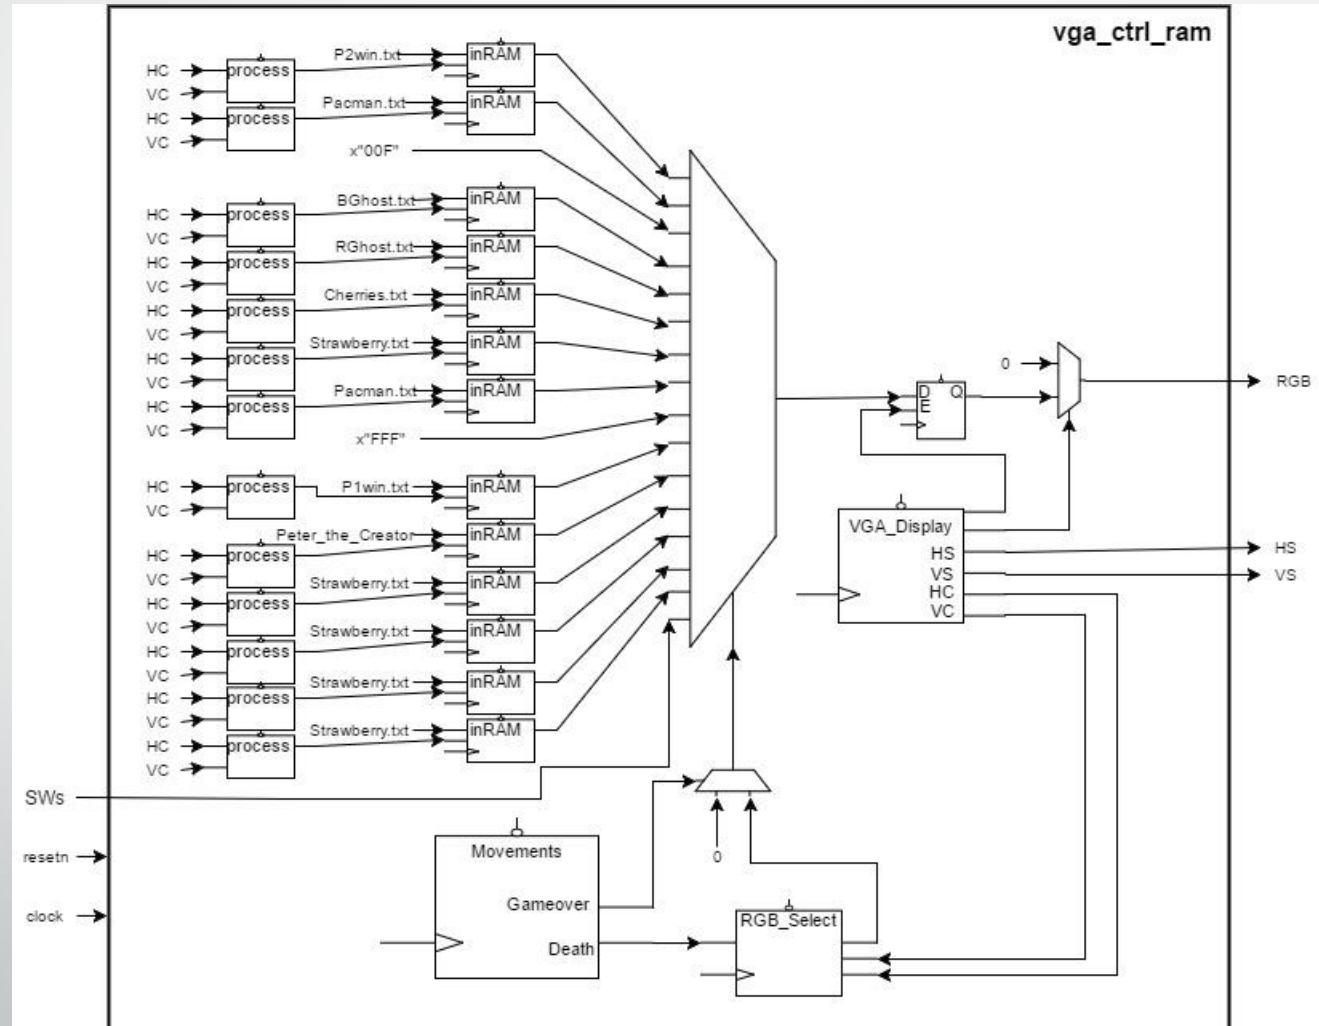 vga_ctrl_ram
P2win.txt inRAM
HC process
VC
Pacman.txt inRAM
HC process
VC
x"00F"
BGhost.txt inRAM
HC process
VC
RGhost.txt inRAM
HC process
VC
Cherries.txt inRAM
HC process
VC
Strawberry.txt inRAM
HC process
VC
Pacman.txt inRAM
HC process
VC
x"FFF"
HC process P1win.txt inRAM
VC
Peter_the_Creator inRAM
HC process
VC
Strawberry.txt inRAM
HC process
VC
Strawberry.txt inRAM
HC process
VC
Strawberry.txt inRAM
HC process
VC
Strawberry.txt inRAM
HC process
VC
0
D Q
E
RGB
VGA_Display
HS
VS
HC
VC
HS
VS
SWs
resetn
clock
Movements
Gameover
Death
0
RGB_Select